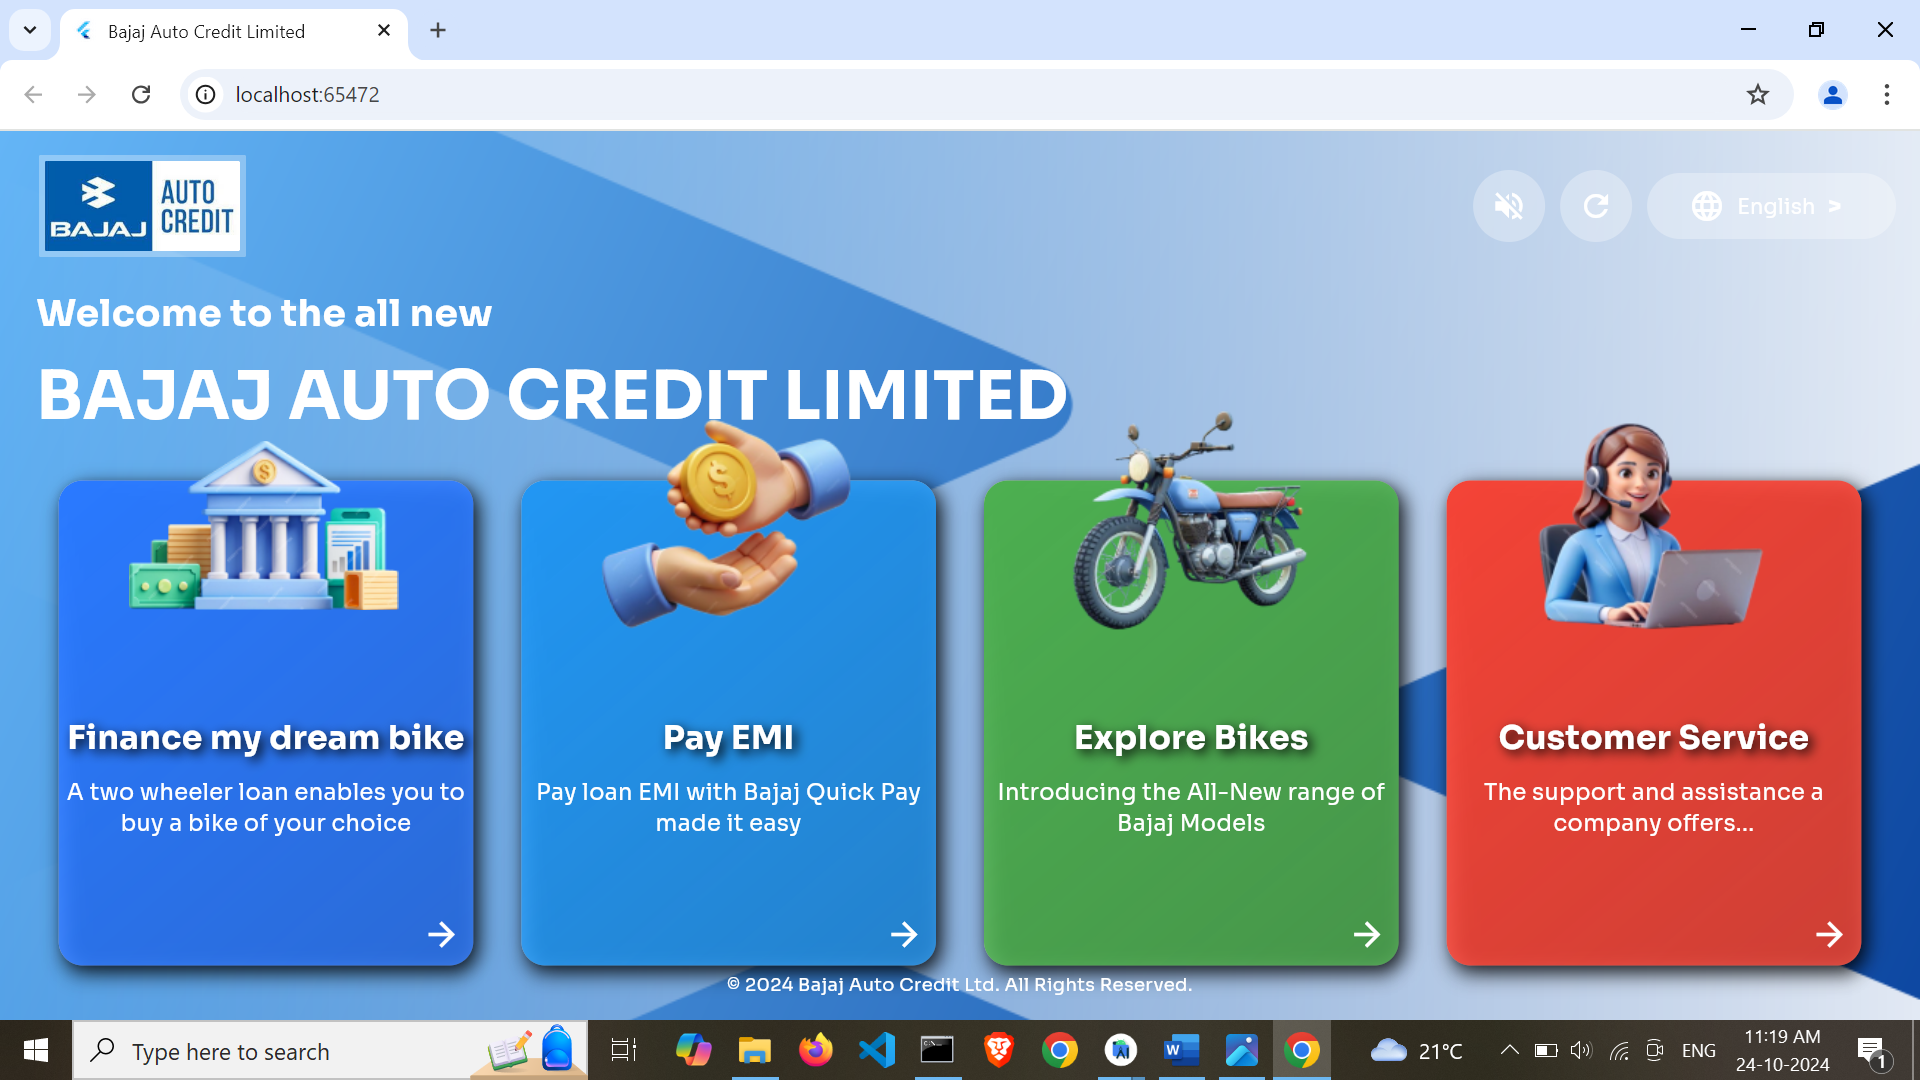 Bajaj Auto Credit Limited
localhost:65472
BAJAJ
AUTO
CREDIT
English >
Welcome to the all new
BAJAJ AUTO CREDIT LIMITED
Finance my dream bike
A two wheeler loan enables you to
buy a bike of your choice
Pay EMI
Pay loan EMI with Bajaj Quick Pay
made it easy
Explore Bikes
Introducing the All-New range of
Bajaj Models
Customer Service
The support and assistance a
company offers...
© 2024 Bajaj Auto Credit Ltd. All Rights Reserved.
Type here to search
21°C
ENG
11:19 AM
24-10-2024
1